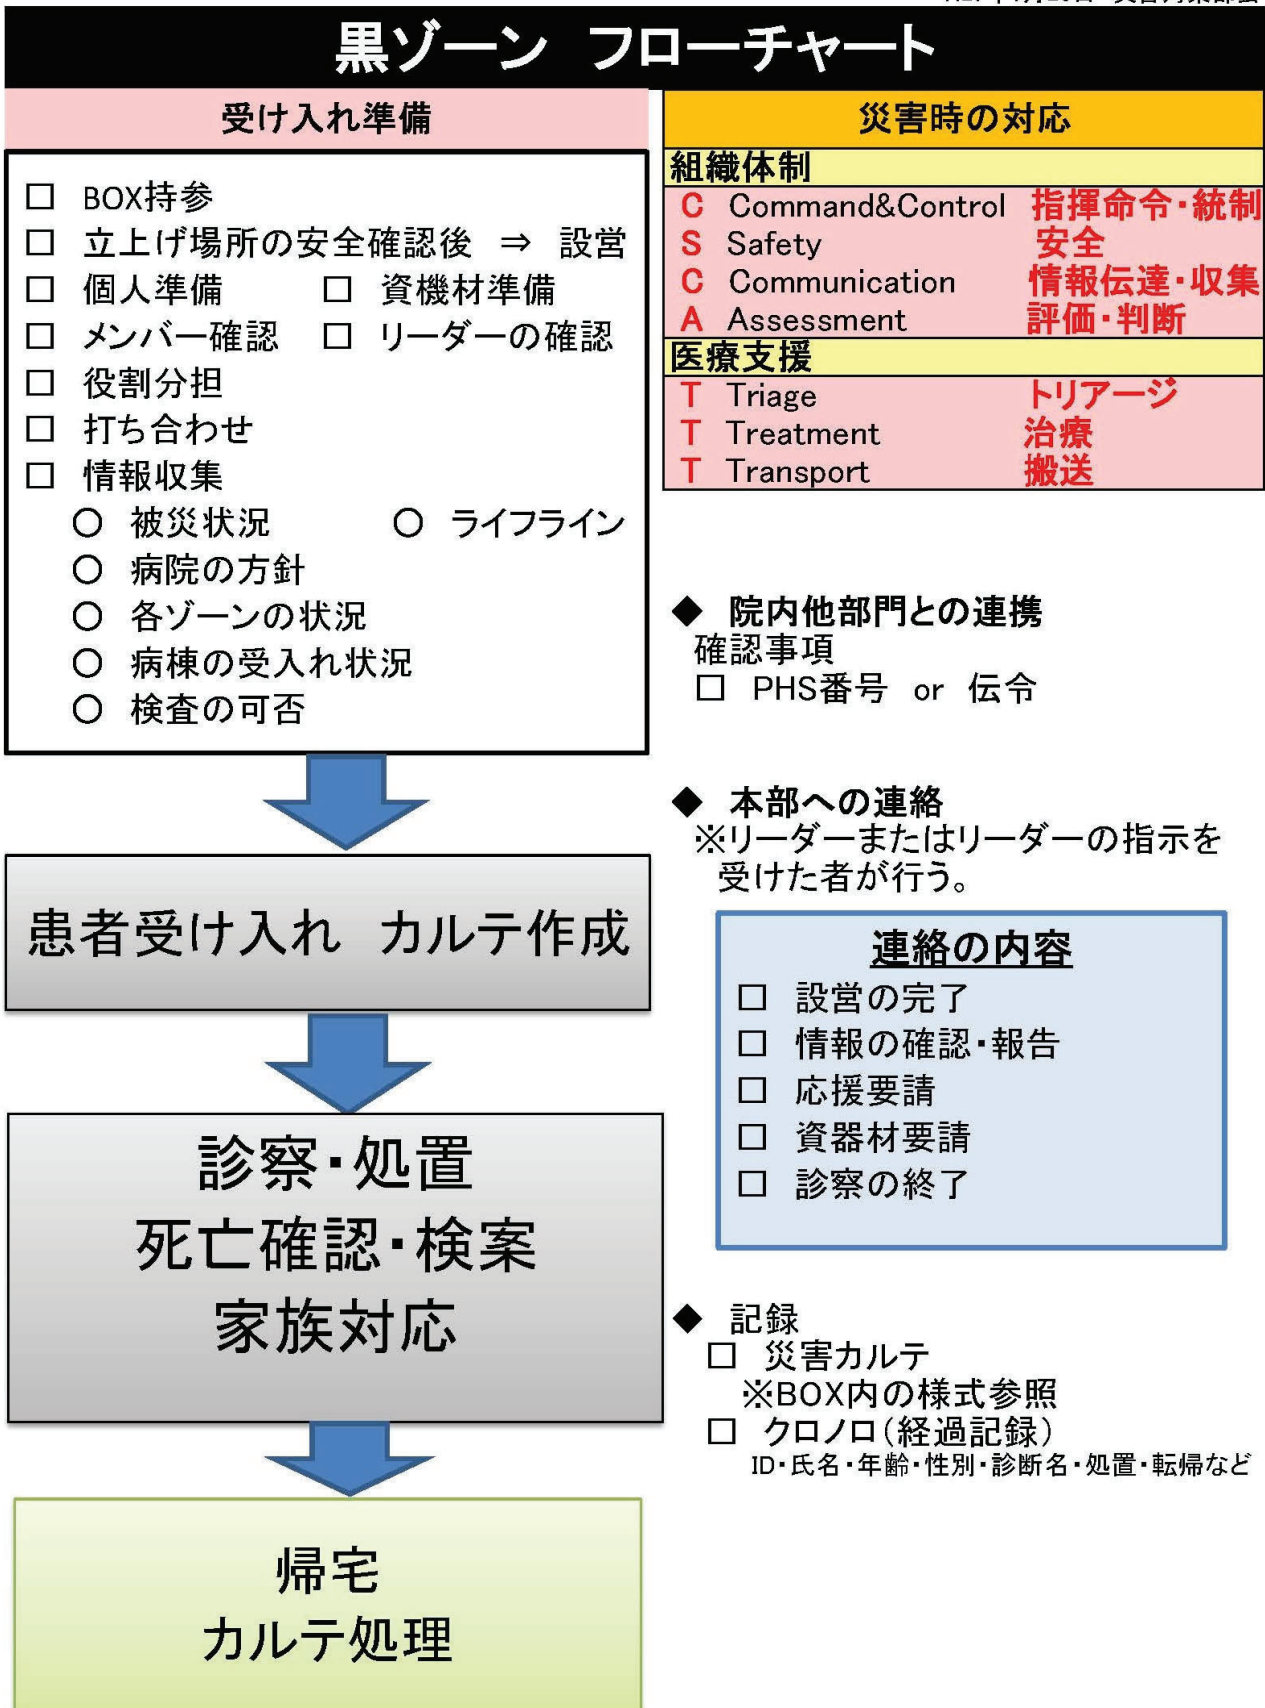 黒ゾーン フローチャート
受け入れ準備
□ BOX持参
□ 立上げ場所の安全確認後 ⇒ 設営
□ 個人準備 □ 資機材準備
□ メンバー確認 □ リーダーの確認
□ 役割分担
□ 打ち合わせ
□ 情報収集
○ 被災状況 ○ ライフライン
○ 病院の方針
○ 各ゾーンの状況
○ 病棟の受入れ状況
○ 検査の可否
患者受け入れ カルテ作成
診察・処置
死亡確認・検案
家族対応
帰宅
カルテ処理
災害時の対応
組織体制
C Command&Control 指揮命令・統制
S Safety 安全
C Communication 情報伝達・収集
A Assessment 評価・判断
医療支援
T Triage トリアージ
T Treatment 治療
T Transport 搬送
◆ 院内他部門との連携
確認事項
□ PHS番号 or 伝令
◆ 本部への連絡
※リーダーまたはリーダーの指示を
受けた者が行う。
連絡の内容
□ 設営の完了
□ 情報の確認・報告
□ 応援要請
□ 資器材要請
□ 診察の終了
◆ 記録
□ 災害カルテ
※BOX内の様式参照
□ クロノロ(経過記録)
ID・氏名・年齢・性別・診断名・処置・転帰など